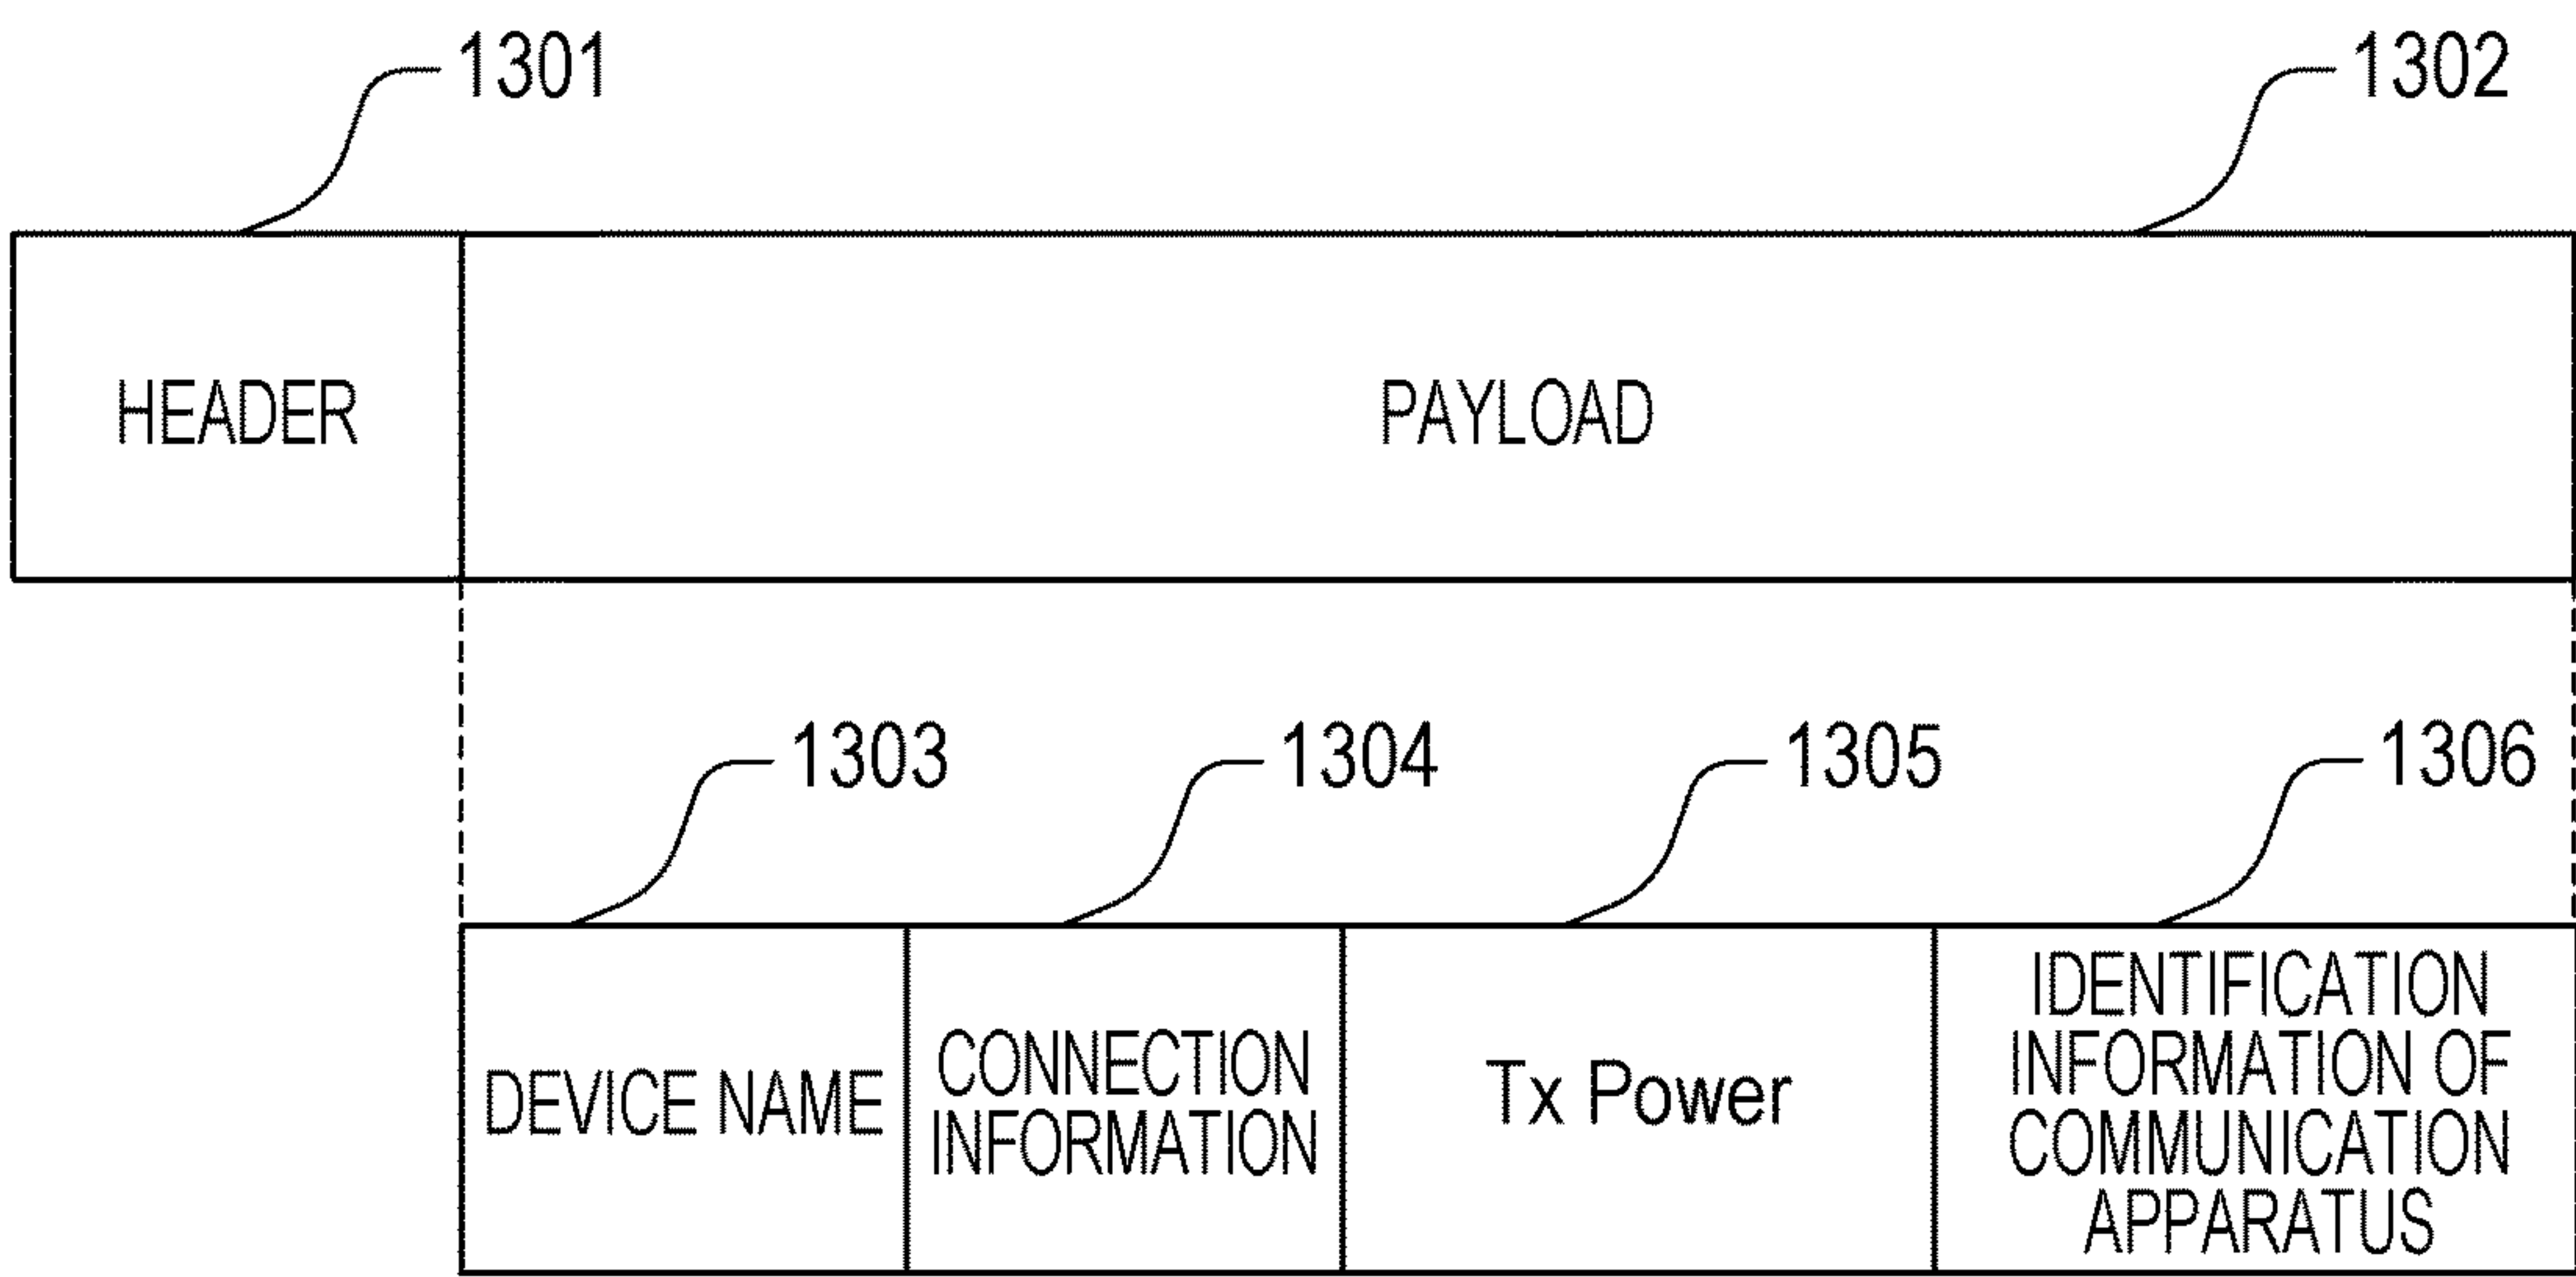 1301
1302
HEADER
PAYLOAD
1303
1304
1305
1306
DEVICE NAME
CONNECTION
INFORMATION
Tx Power
IDENTIFICATION
INFORMATION OF
COMMUNICATION
APPARATUS